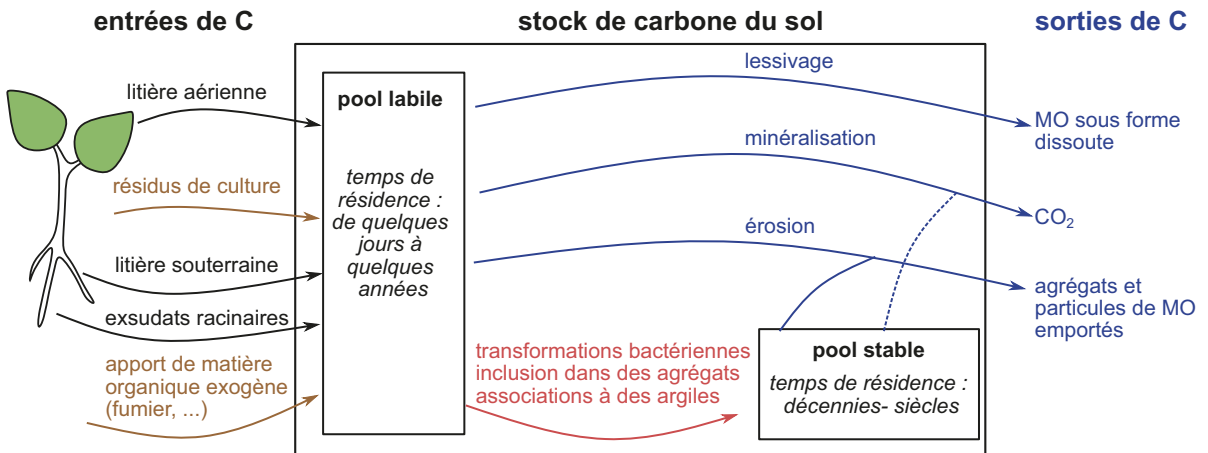 entrées de C
stock de carbone du sol
sorties de C
litière aérienne
résidus de culture
litière souterraine
exsudats racinaires
apport de matière
organique exogène
(fumier, ...)
pool labile
temps de
résidence :
de quelques
jours à
quelques
années
lessivage
minéralisation
érosion
transformations bactériennes
inclusion dans des agrégats
associations à des argiles
pool stable
temps de résidence :
décennies- siècles
MO sous forme
dissoute
CO₂
agrégats et
particules de MO
emportés